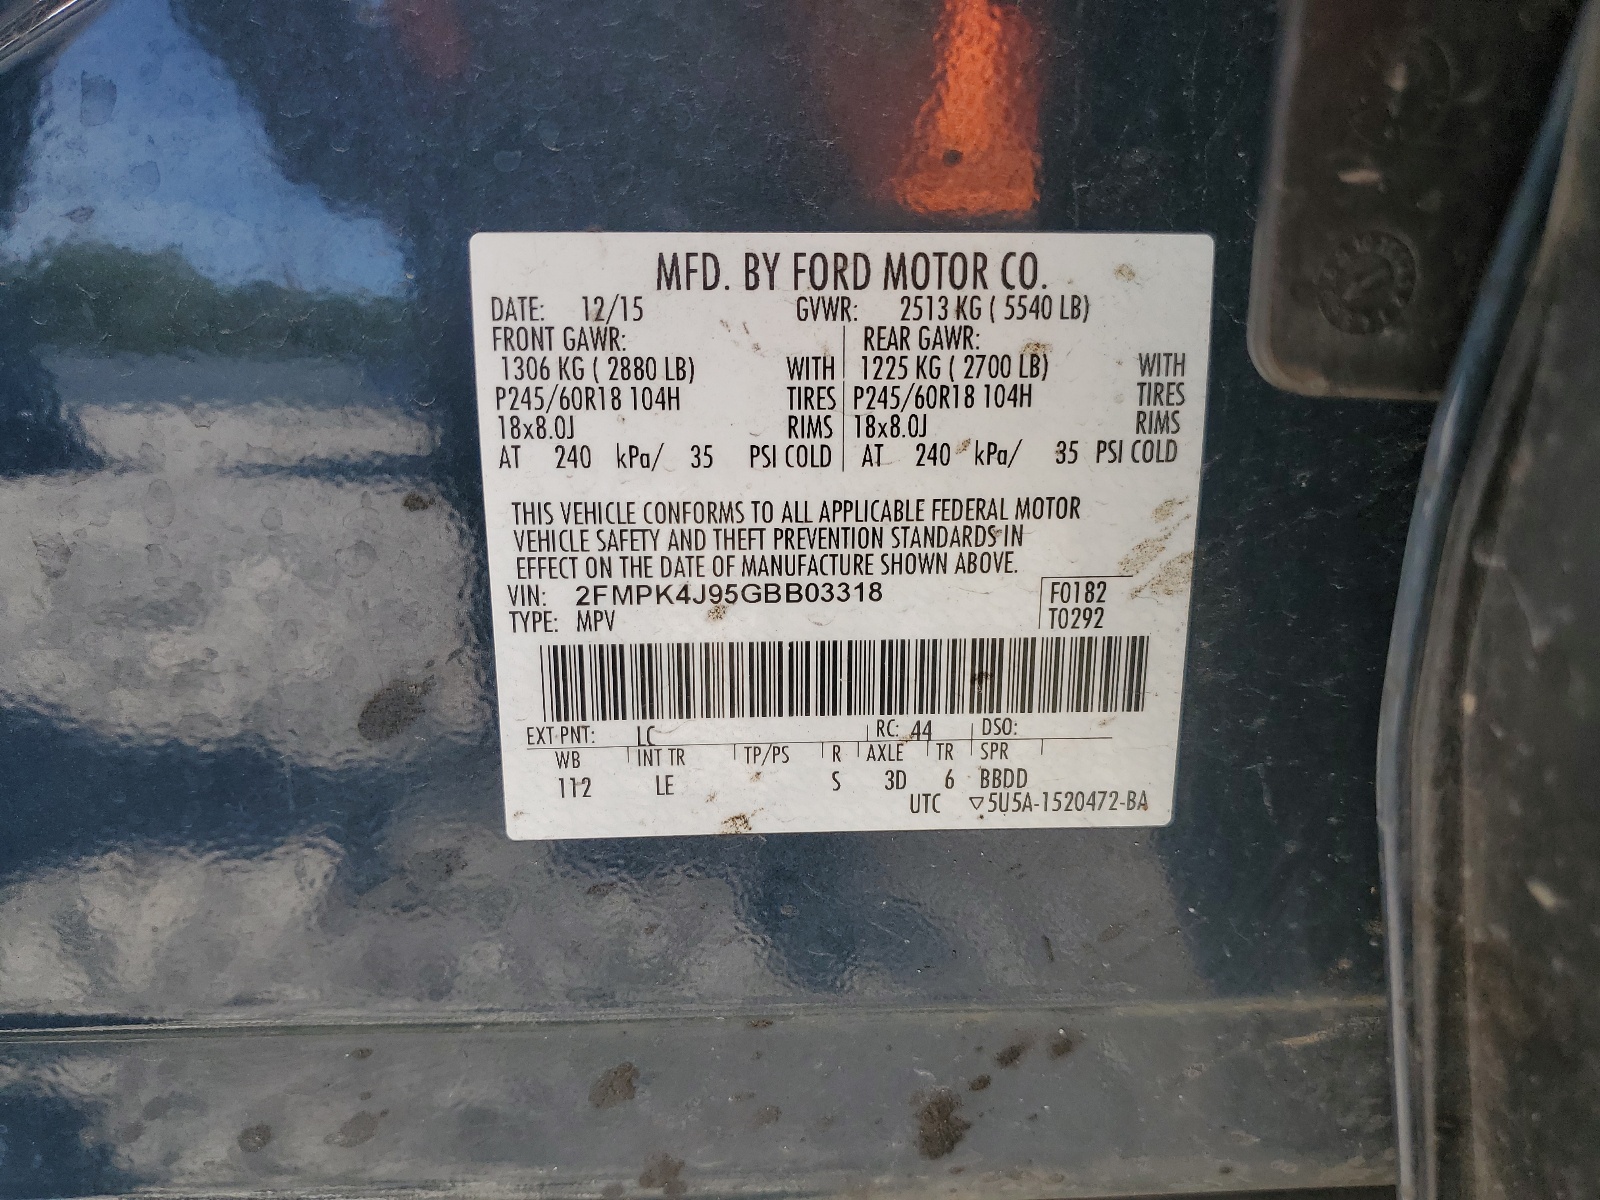 MFD. BY FORD MOTOR CO.
DATE: 12/15 GVWR: 2513 KG ( 5540 LB)
FRONT GAWR: REAR GAWR:
1306 KG ( 2880 LB) WITH 1225 KG ( 2700 LB) WITH
P245/60R18 104H TIRES P245/60R18 104H TIRES
18x8.0J RIMS 18x8.0J RIMS
AT 240 kPa/ 35 PSI COLD AT 240 kPa/ 35 PSI COLD
THIS VEHICLE CONFORMS TO ALL APPLICABLE FEDERAL MOTOR
VEHICLE SAFETY AND THEFT PREVENTION STANDARDS IN
EFFECT ON THE DATE OF MANUFACTURE SHOWN ABOVE.
VIN: 2FMPK4J95GBB03318 F0182
TYPE: MPV T0292
EXT PNT: LC RC: 44 DSO:
WB INT TR TP/PS R AXLE TR SPR
112 LE S 3D 6 BBDD
UTC ▽5U5A-1520472-BA